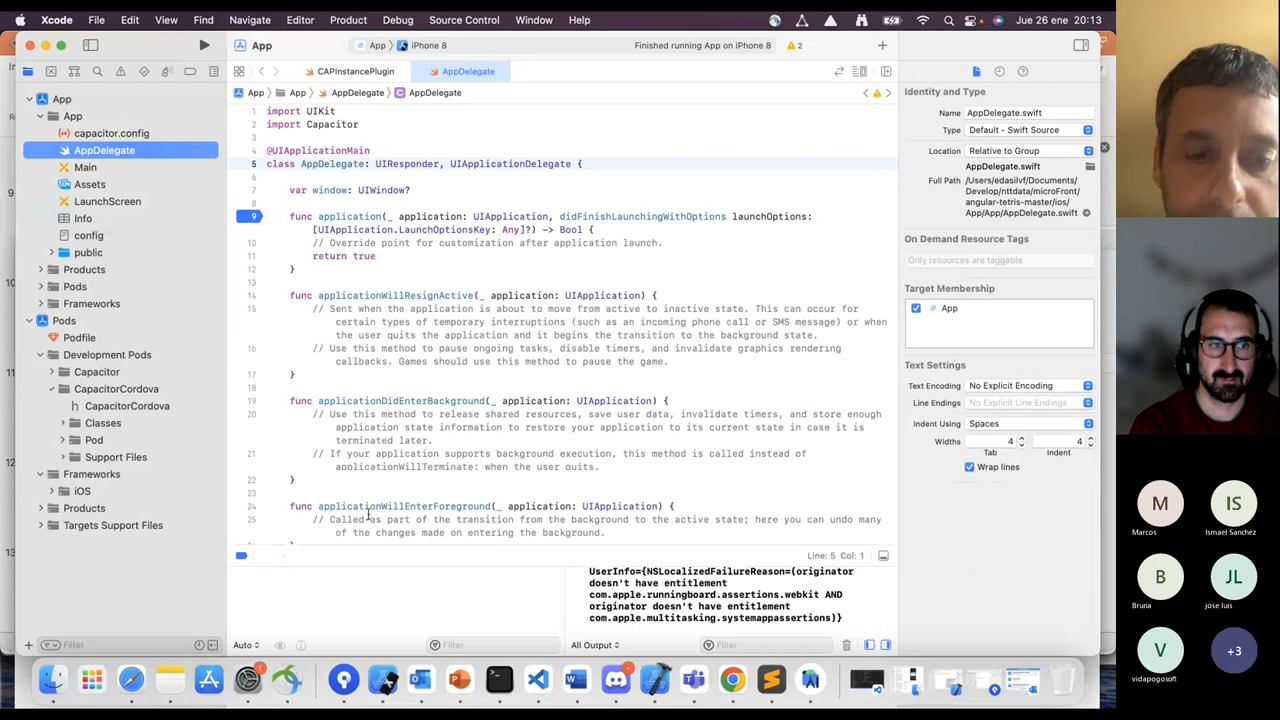 Xcode File Edit View Find Navigate Editor Product Debug Source Control Window Help Jue 26 ene 20:13
App App iPhone 8 Finished running App on iPhone 8 2
CAPInstancePlugin AppDelegate
App App AppDelegate AppDelegate
App
App
capacitor.config
AppDelegate
Main
Assets
LaunchScreen
Info
config
public
Products
Pods
Frameworks
Pods
Podfile
Development Pods
Capacitor
CapacitorCordova
CapacitorCordova
Classes
Pod
Support Files
Frameworks
iOS
Products
Targets Support Files
Filter
1 import UIKit
2 import Capacitor
3
4 @UIApplicationMain
5 class AppDelegate: UIResponder, UIApplicationDelegate {
6
7 var window: UIWindow?
8
9 func application(_ application: UIApplication, didFinishLaunchingWithOptions launchOptions:
[UIApplication.LaunchOptionsKey: Any]?) -> Bool {
10 // Override point for customization after application launch.
11 return true
12 }
13
14 func applicationWillResignActive(_ application: UIApplication) {
15 // Sent when the application is about to move from active to inactive state. This can occur for
certain types of temporary interruptions (such as an incoming phone call or SMS message) or when
the user quits the application and it begins the transition to the background state.
16 // Use this method to pause ongoing tasks, disable timers, and invalidate graphics rendering
callbacks. Games should use this method to pause the game.
17 }
18
19 func applicationDidEnterBackground(_ application: UIApplication) {
20 // Use this method to release shared resources, save user data, invalidate timers, and store enough
application state information to restore your application to its current state in case it is
terminated later.
21 // If your application supports background execution, this method is called instead of
applicationWillTerminate: when the user quits.
22 }
23
24 func applicationWillEnterForeground(_ application: UIApplication) {
25 // Called as part of the transition from the background to the active state; here you can undo many
of the changes made on entering the background.
Line: 5 Col: 1
UserInfo={NSLocalizedFailureReason=(originator
doesn't have entitlement
com.apple.runningboard.assertions.webkit AND
originator doesn't have entitlement
com.apple.multitasking.systemappassertions)}
Auto Filter All Output Filter
Identity and Type
Name AppDelegate.swift
Type Default - Swift Source
Location Relative to Group
AppDelegate.swift
Full Path /Users/edasilvf/Documents/
Develop/nttdata/microFront/
angular-tetris-master/ios/
App/App/AppDelegate.swift
On Demand Resource Tags
Only resources are taggable
Target Membership
App
Text Settings
Text Encoding No Explicit Encoding
Line Endings No Explicit Line Endings
Indent Using Spaces
Widths 4 4
Tab Indent
Wrap lines
M IS
Marcos Ismael Sanchez
B JL
Bruna jose luis
V +3
vidapogosoft